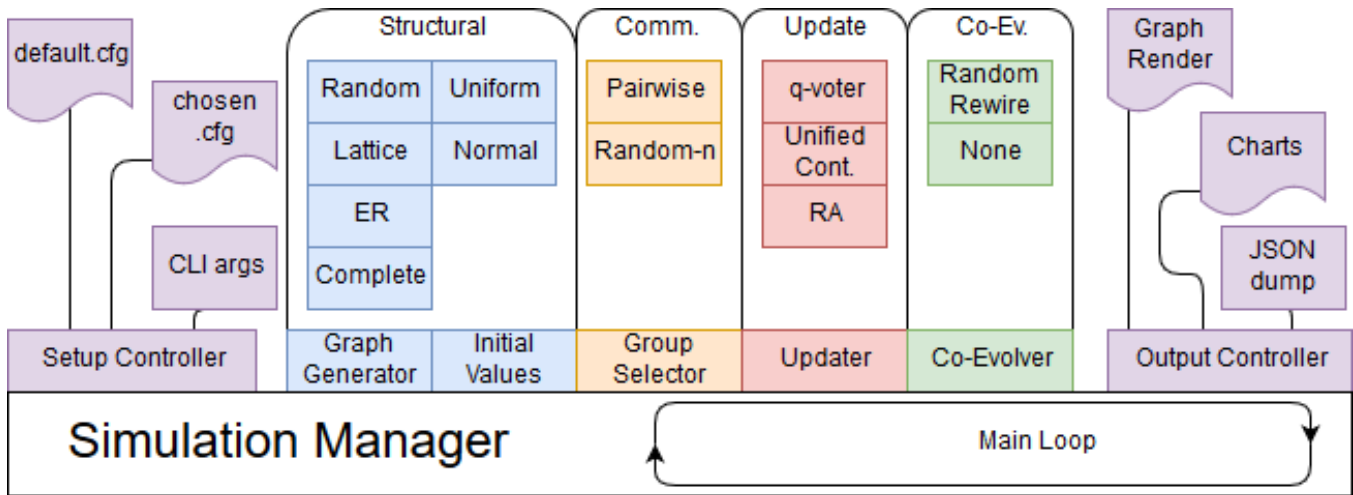 default.cfg
chosen
.cfg
CLI args
Setup Controller
Structural
Random
Uniform
Lattice
Normal
ER
Complete
Graph
Generator
Initial
Values
Comm.
Pairwise
Random-n
Group
Selector
Update
q-voter
Unified
Cont.
RA
Updater
Co-Ev.
Random
Rewire
None
Co-Evolver
Graph
Render
Charts
JSON
dump
Output Controller
Simulation Manager
Main Loop